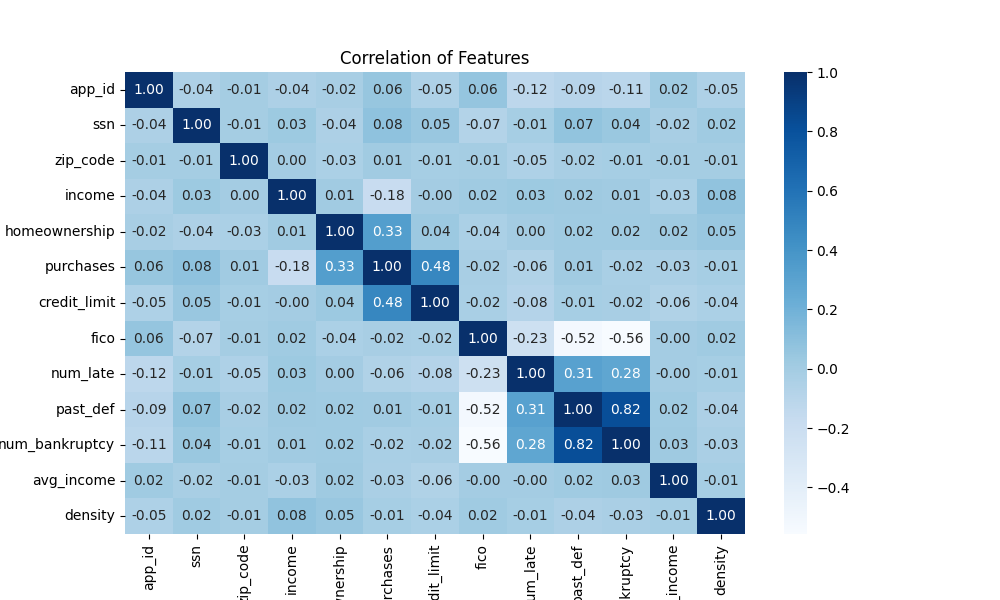 Correlation of Features
app_id 1.00 -0.04 -0.01 -0.04 -0.02 0.06 -0.05 0.06 -0.12 -0.09 -0.11 0.02 -0.05
ssn -0.04 1.00 -0.01 0.03 -0.04 0.08 0.05 -0.07 -0.01 0.07 0.04 -0.02 0.02
zip_code -0.01 -0.01 1.00 0.00 -0.03 0.01 -0.01 -0.01 -0.05 -0.02 -0.01 -0.01 -0.01
income -0.04 0.03 0.00 1.00 0.01 -0.18 -0.00 0.02 0.03 0.02 0.01 -0.03 0.08
homeownership -0.02 -0.04 -0.03 0.01 1.00 0.33 0.04 -0.04 0.00 0.02 0.02 0.02 0.05
purchases 0.06 0.08 0.01 -0.18 0.33 1.00 0.48 -0.02 -0.06 0.01 -0.02 -0.03 -0.01
credit_limit -0.05 0.05 -0.01 -0.00 0.04 0.48 1.00 -0.02 -0.08 -0.01 -0.02 -0.06 -0.04
fico 0.06 -0.07 -0.01 0.02 -0.04 -0.02 -0.02 1.00 -0.23 -0.52 -0.56 -0.00 0.02
num_late -0.12 -0.01 -0.05 0.03 0.00 -0.06 -0.08 -0.23 1.00 0.31 0.28 -0.00 -0.01
past_def -0.09 0.07 -0.02 0.02 0.02 0.01 -0.01 -0.52 0.31 1.00 0.82 0.02 -0.04
num_bankruptcy -0.11 0.04 -0.01 0.01 0.02 -0.02 -0.02 -0.56 0.28 0.82 1.00 0.03 -0.03
avg_income 0.02 -0.02 -0.01 -0.03 0.02 -0.03 -0.06 -0.00 -0.00 0.02 0.03 1.00 -0.01
density -0.05 0.02 -0.01 0.08 0.05 -0.01 -0.04 0.02 -0.01 -0.04 -0.03 -0.01 1.00
app_id
ssn
zip_code
income
nership
rchases
dit_limit
fico
um_late
past_def
kruptcy
_income
density
1.0
0.8
0.6
0.4
0.2
0.0
−0.2
−0.4